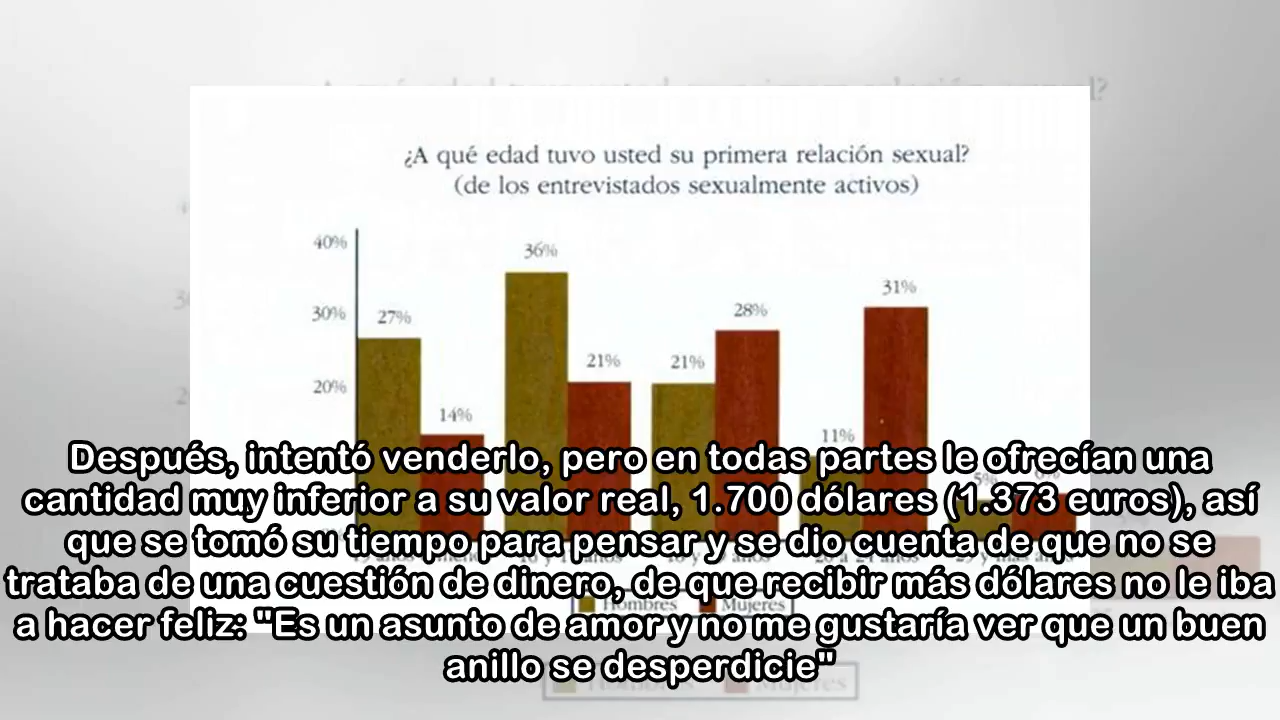 ¿A qué edad tuvo usted su primera relación sexual?
(de los entrevistados sexualmente activos)
40%
36%
31%
30%
27%
28%
21%
21%
20%
14%
11%
5%
Después, intentó venderlo, pero en todas partes le ofrecían una
cantidad muy inferior a su valor real, 1.700 dólares (1.373 euros), así
que se tomó su tiempo para pensar y se dio cuenta de que no se
trataba de una cuestión de dinero, de que recibir más dólares no le iba
a hacer feliz: "Es un asunto de amor y no me gustaría ver que un buen
anillo se desperdicie"
Hombres Mujeres